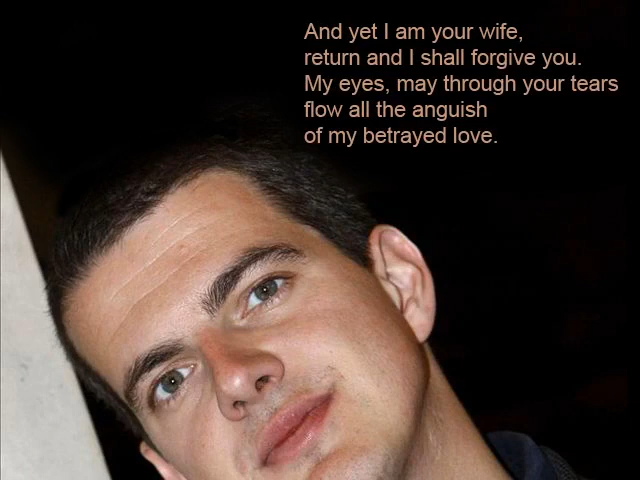 And yet I am your wife,
return and I shall forgive you.
My eyes, may through your tears
flow all the anguish
of my betrayed love.